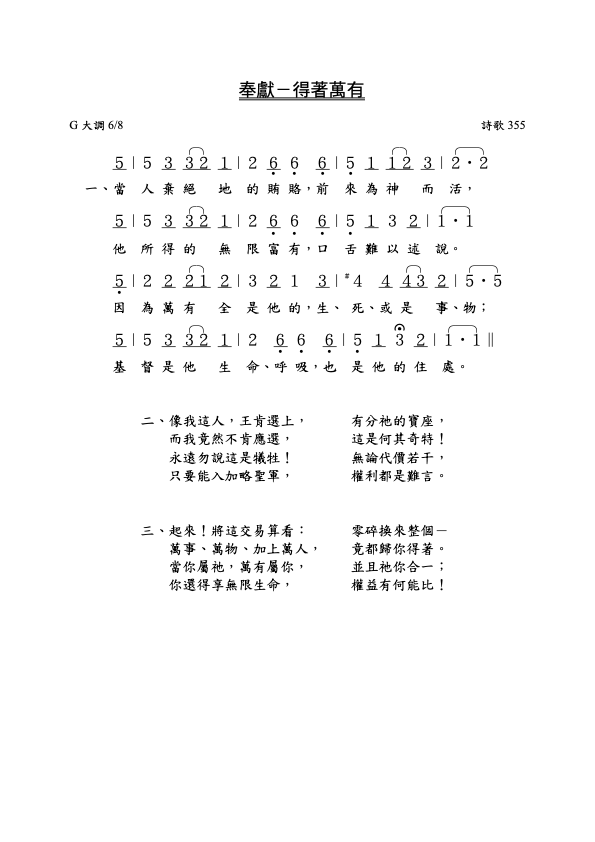 奉獻－得著萬有
G 大調 6/8 詩歌 355
5 | 5 3 32 1 | 2 6 6 6 | 5 1 12 3 | 2 · 2
一、當 人 棄 絕 地 的 賄 賂，前 來 為 神 而 活，
5 | 5 3 32 1 | 2 6 6 6 | 5 1 3 2 | 1 · 1
他 所 得 的 無 限 富 有，口 舌 難 以 述 說。
5 | 2 2 21 2 | 3 2 1 3 | #4 4 43 2 | 5 · 5
因 為 萬 有 全 是 他 的，生、死、或 是 事、物；
5 | 5 3 32 1 | 2 6 6 6 | 5 1 3 2 | 1 · 1 ||
基 督 是 他 生 命、呼 吸，也 是 他 的 住 處。
二、像我這人，王肯選上， 有分祂的寶座，
而我竟然不肯應選， 這是何其奇特！
永遠勿說這是犧牲！ 無論代價若干，
只要能入加略聖軍， 權利都是難言。
三、起來！將這交易算看； 零碎換來整個－
萬事、萬物、加上萬人， 竟都歸你得著。
當你屬祂，萬有屬你， 並且祂你合一；
你還得享無限生命， 權益有何能比！